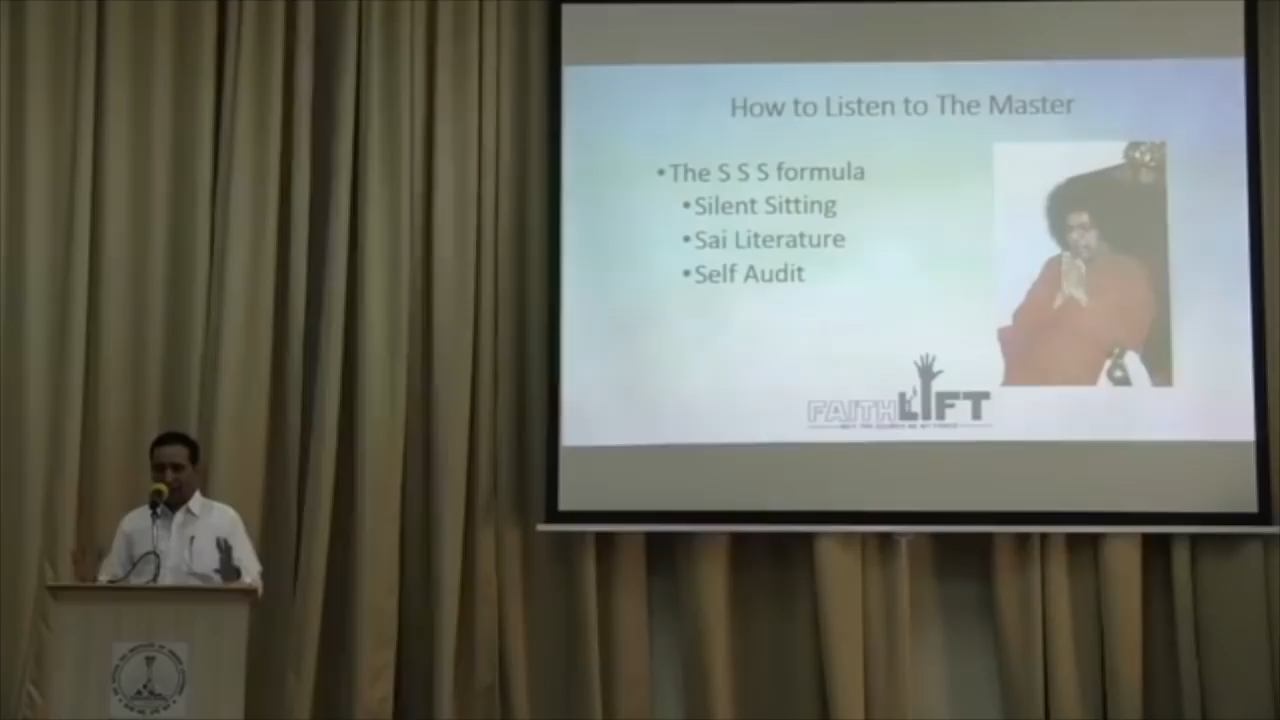 How to Listen to The Master
•The S S S formula
•Silent Sitting
•Sai Literature
•Self Audit
FAITHLIFT